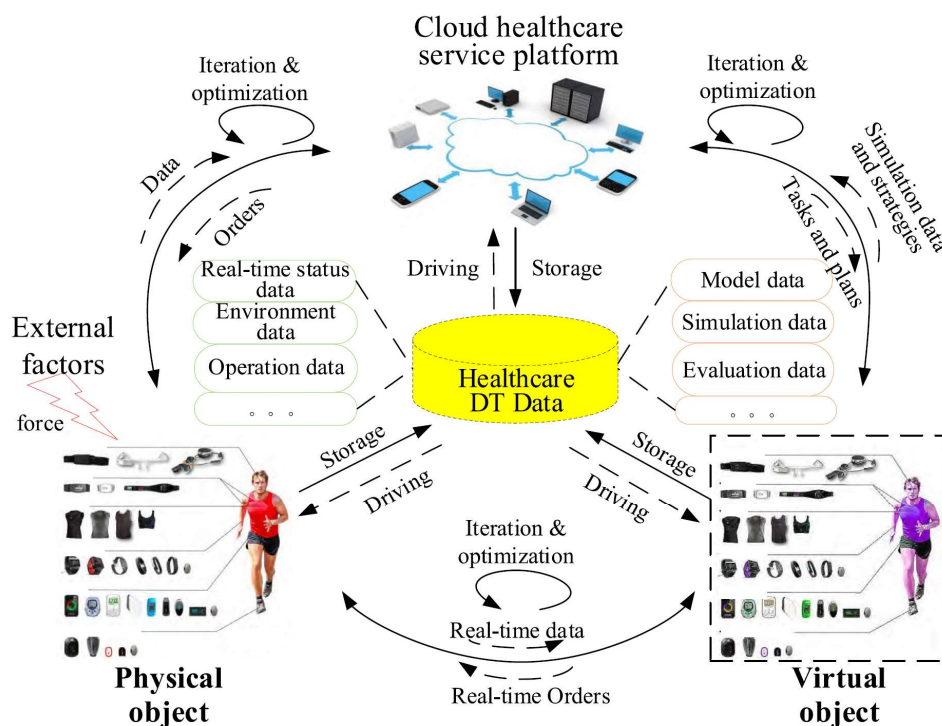 Cloud healthcare
service platform
Iteration &
optimization
Iteration &
optimization
Data
Orders
Simulation data
and strategies
Tasks and plans
Driving
Storage
Real-time status
data
Environment
data
Operation data
。。。
Model data
Simulation data
Evaluation data
。。。
External
factors
force
Healthcare
DT Data
Storage
Driving
Storage
Driving
Iteration &
optimization
Real-time data
Real-time Orders
Physical
object
Virtual
object